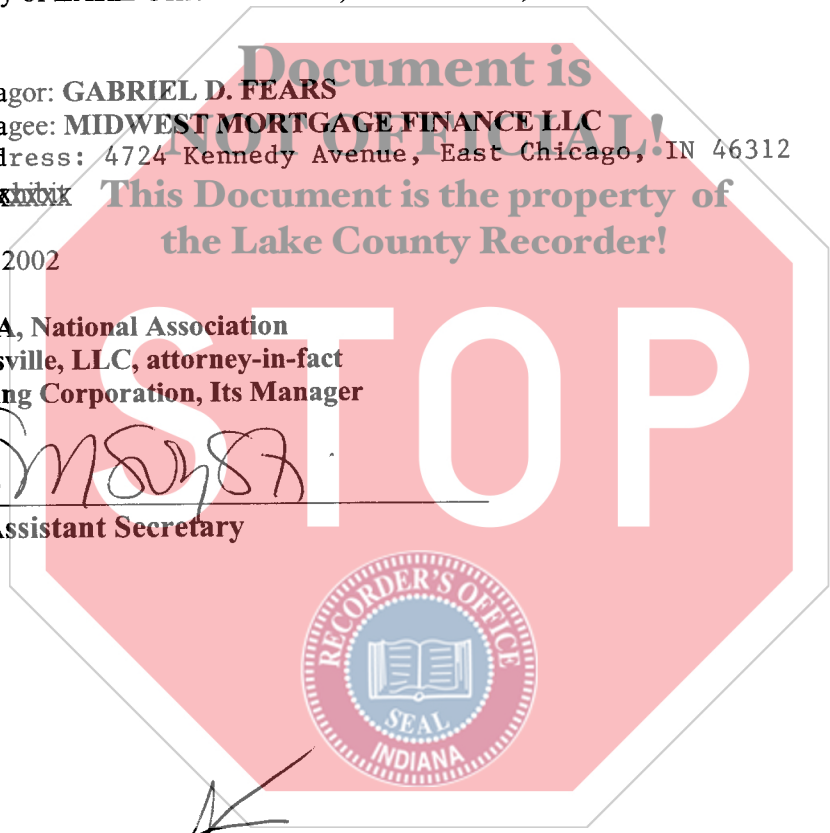 Document is
agor: GABRIEL D. FEARS
NOT OFFICIAL!
agee: MIDWEST MORTGAGE FINANCE LLC
dress: 4724 Kennedy Avenue, East Chicago, IN 46312
This Document is the property of
the Lake County Recorder!
2002
A, National Association
sville, LLC, attorney-in-fact
ng Corporation, Its Manager
STOP
Assistant Secretary
RECORDER'S OFFICE
SEAL
INDIANA